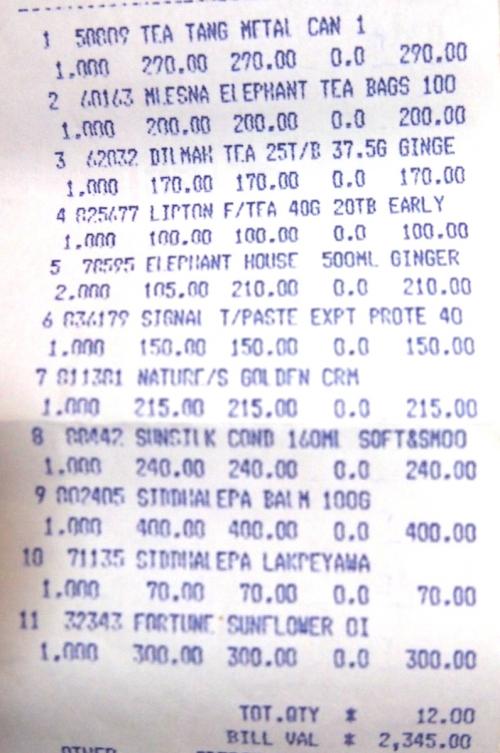 1 50809 TEA TANG METAL CAN 1
1.000 290.00 290.00 0.0 290.00
2 60163 MLESNA ELEPHANT TEA BAGS 100
1.000 200.00 200.00 0.0 200.00
3 62032 DILMAH TEA 25T/B 37.5G GINGE
1.000 170.00 170.00 0.0 170.00
4 025677 LIPTON F/TEA 40G 20TB EARLY
1.000 100.00 100.00 0.0 100.00
5 78595 ELEPHANT HOUSE 500ML GINGER
2.000 105.00 210.00 0.0 210.00
6 036179 SIGNAL T/PASTE EXPT PROTE 40
1.000 150.00 150.00 0.0 150.00
7 011301 NATURE/S GOLDEN CRM
1.000 215.00 215.00 0.0 215.00
8 80442 SUNSILK COND 160ML SOFT&SMOO
1.000 240.00 240.00 0.0 240.00
9 002405 SIDDHALEPA BALM 100G
1.000 400.00 400.00 0.0 400.00
10 71135 SIDDHALEPA LAKPEYAWA
1.000 70.00 70.00 0.0 70.00
11 32343 FORTUNE SUNFLOWER OI
1.000 300.00 300.00 0.0 300.00
TOT.QTY * 12.00
BILL VAL * 2,345.00